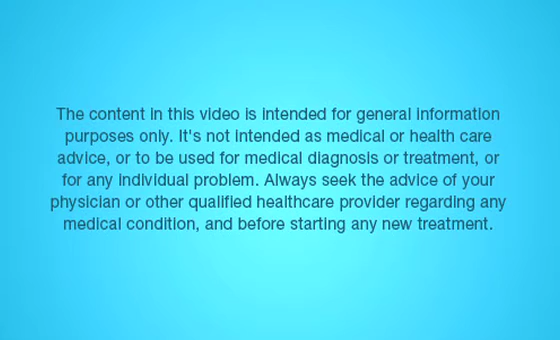 The content in this video is intended for general information
purposes only. It's not intended as medical or health care
advice, or to be used for medical diagnosis or treatment, or
for any individual problem. Always seek the advice of your
physician or other qualified healthcare provider regarding any
medical condition, and before starting any new treatment.